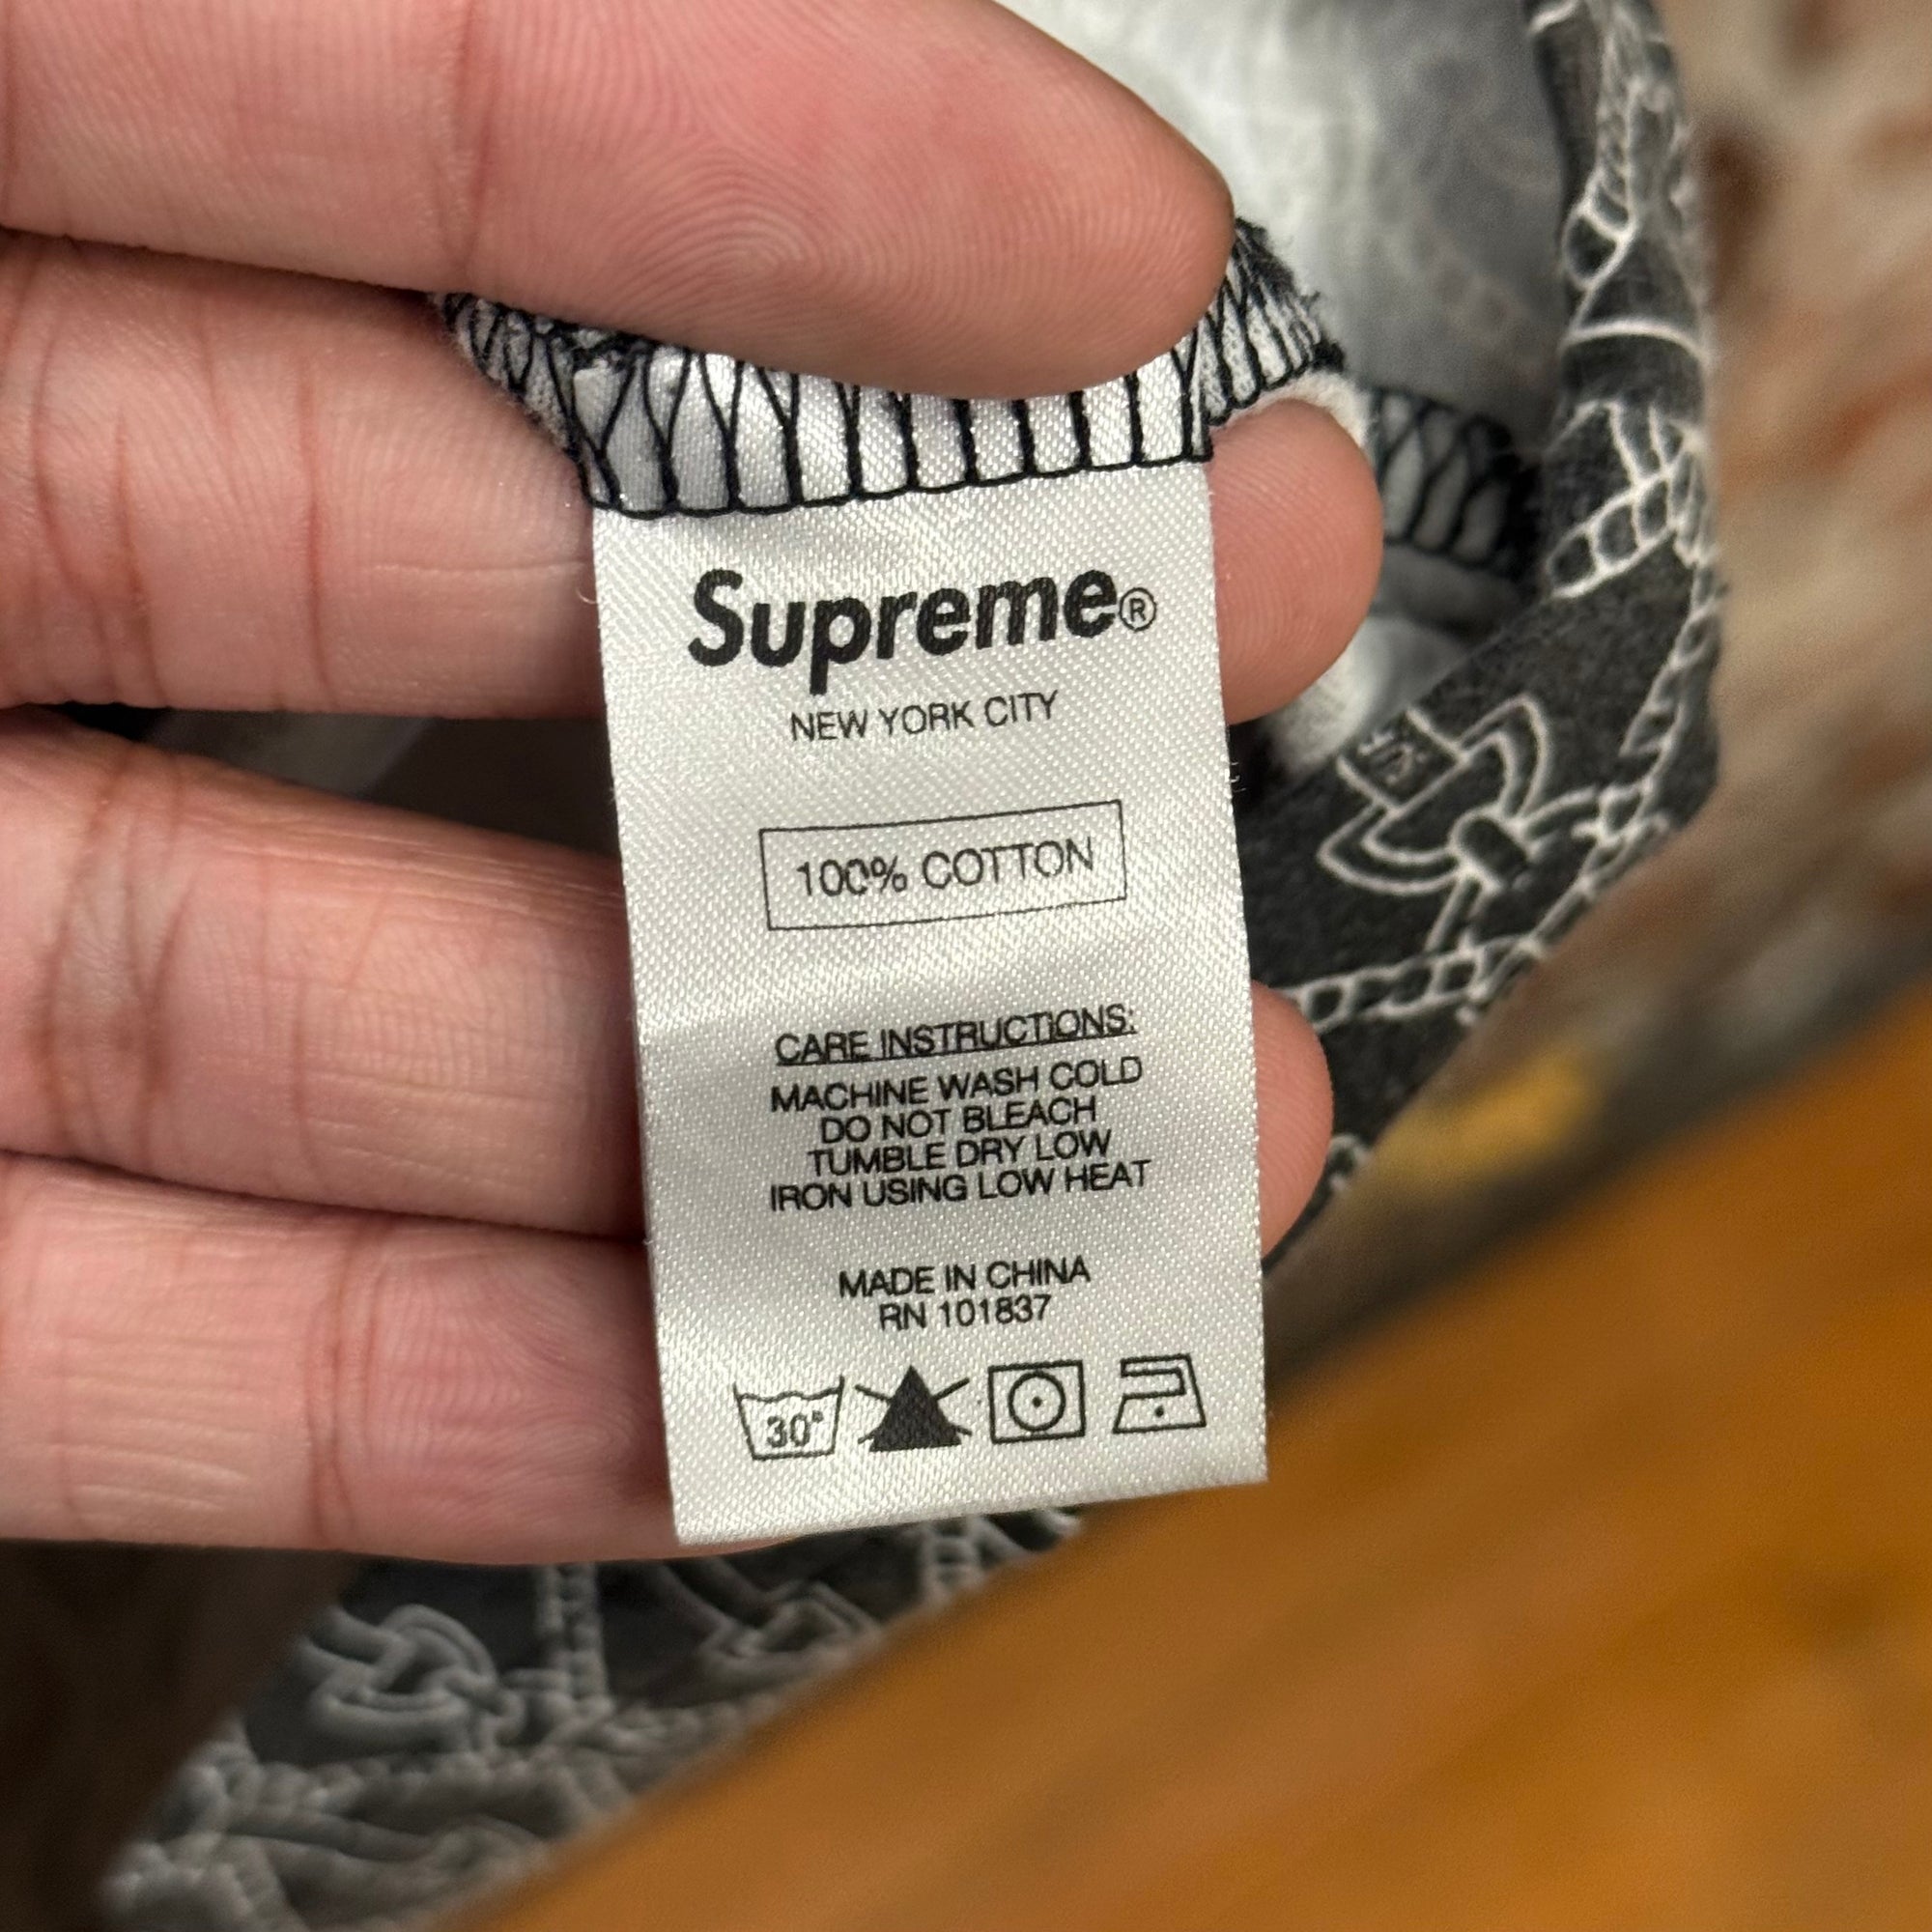 Supreme®
NEW YORK CITY
100% COTTON
CARE INSTRUCTIONS:
MACHINE WASH COLD
DO NOT BLEACH
TUMBLE DRY LOW
IRON USING LOW HEAT
MADE IN CHINA
RN 101837
30°